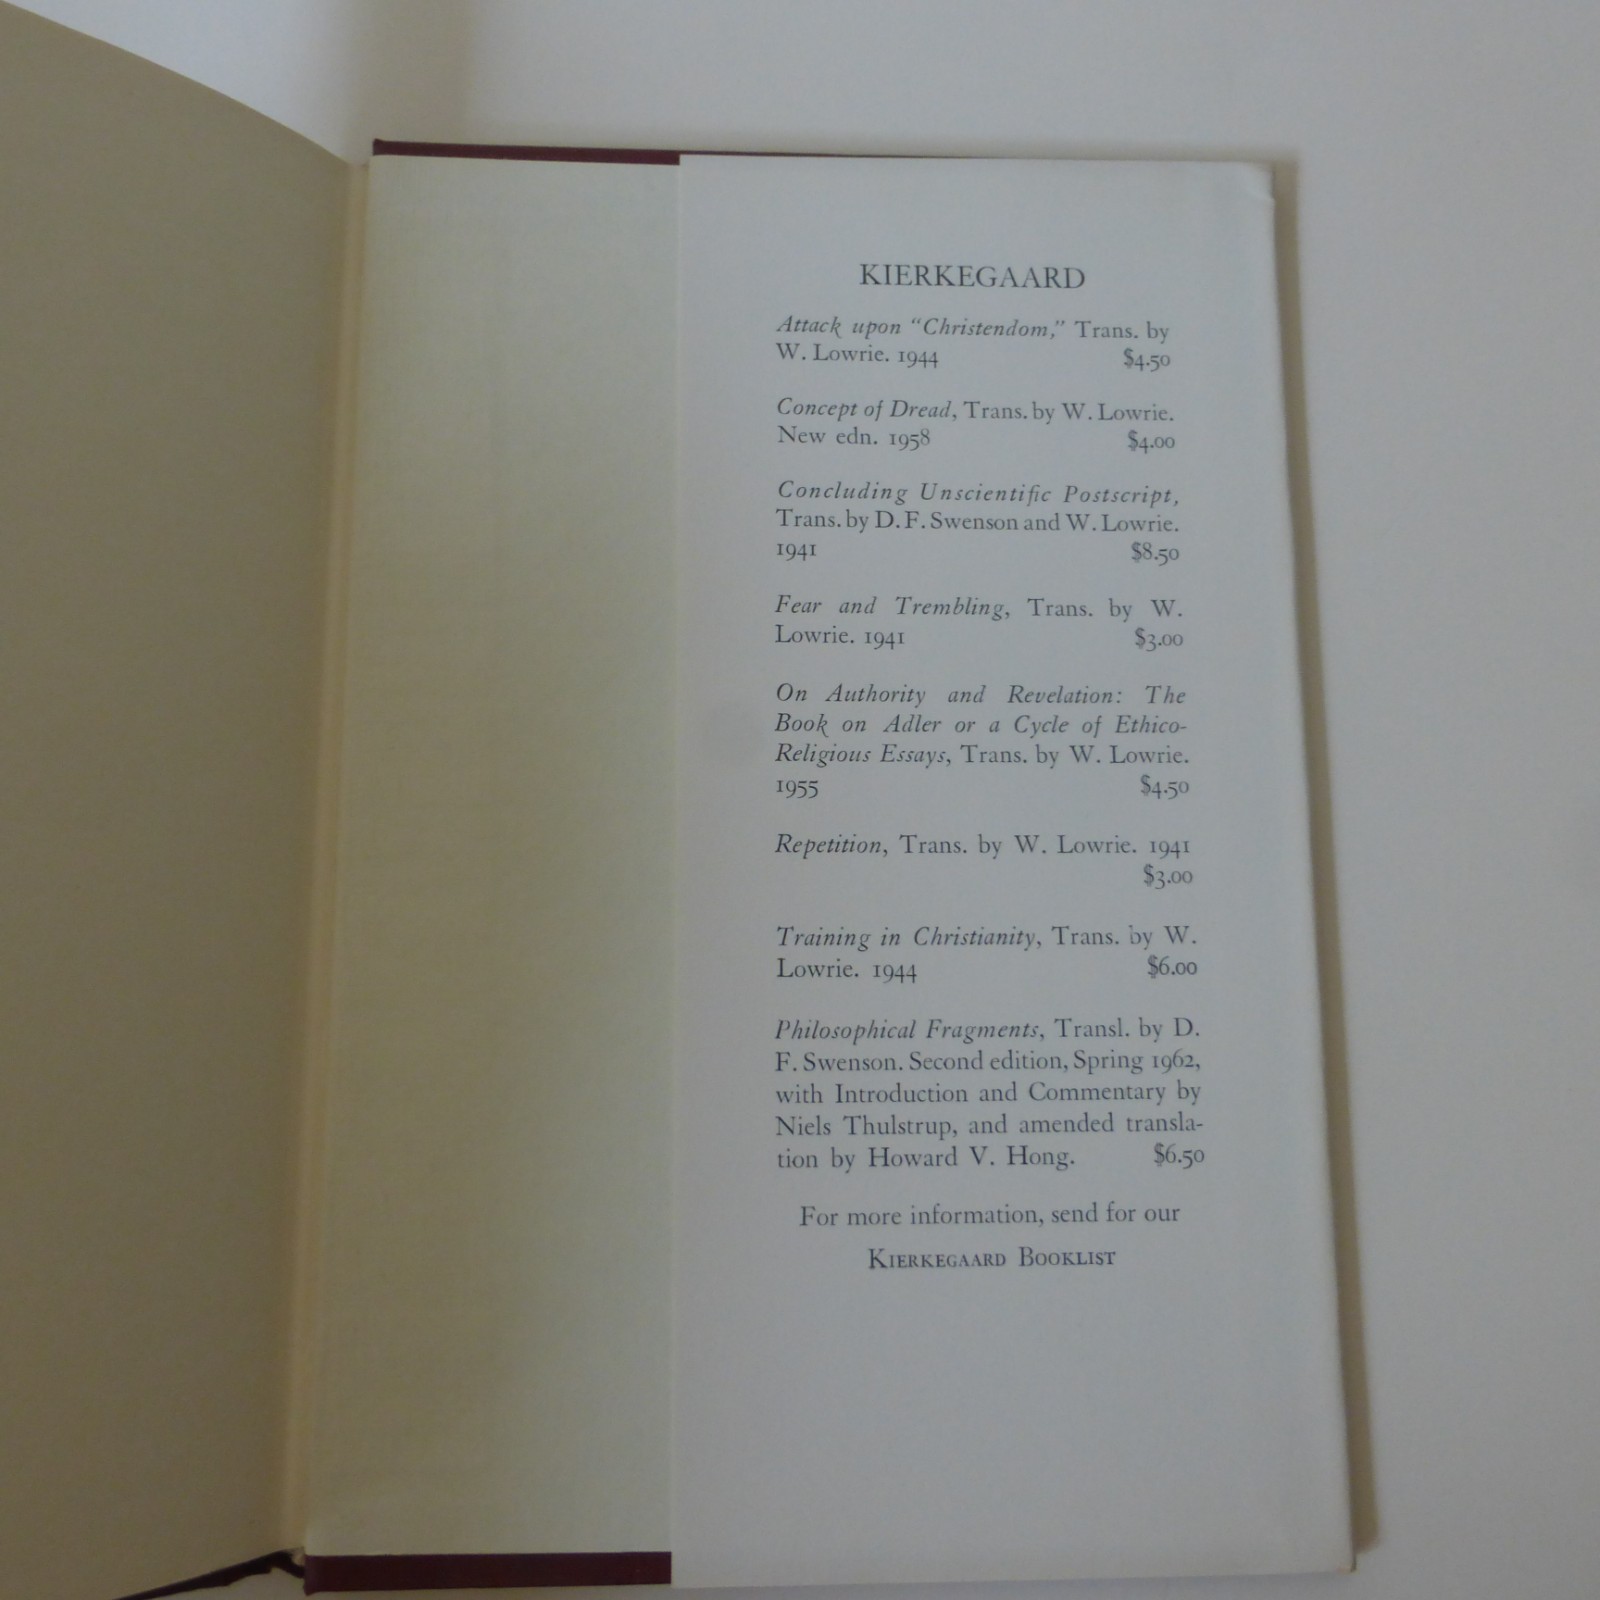 KIERKEGAARD
Attack upon “Christendom,” Trans. by
W. Lowrie. 1944 $4.50
Concept of Dread, Trans. by W. Lowrie.
New edn. 1958 $4.00
Concluding Unscientific Postscript,
Trans. by D. F. Swenson and W. Lowrie.
1941 $8.50
Fear and Trembling, Trans. by W.
Lowrie. 1941 $3.00
On Authority and Revelation: The
Book on Adler or a Cycle of Ethico-
Religious Essays, Trans. by W. Lowrie.
1955 $4.50
Repetition, Trans. by W. Lowrie. 1941
$3.00
Training in Christianity, Trans. by W.
Lowrie. 1944 $6.00
Philosophical Fragments, Transl. by D.
F. Swenson. Second edition, Spring 1962,
with Introduction and Commentary by
Niels Thulstrup, and amended transla-
tion by Howard V. Hong. $6.50
For more information, send for our
KIERKEGAARD BOOKLIST